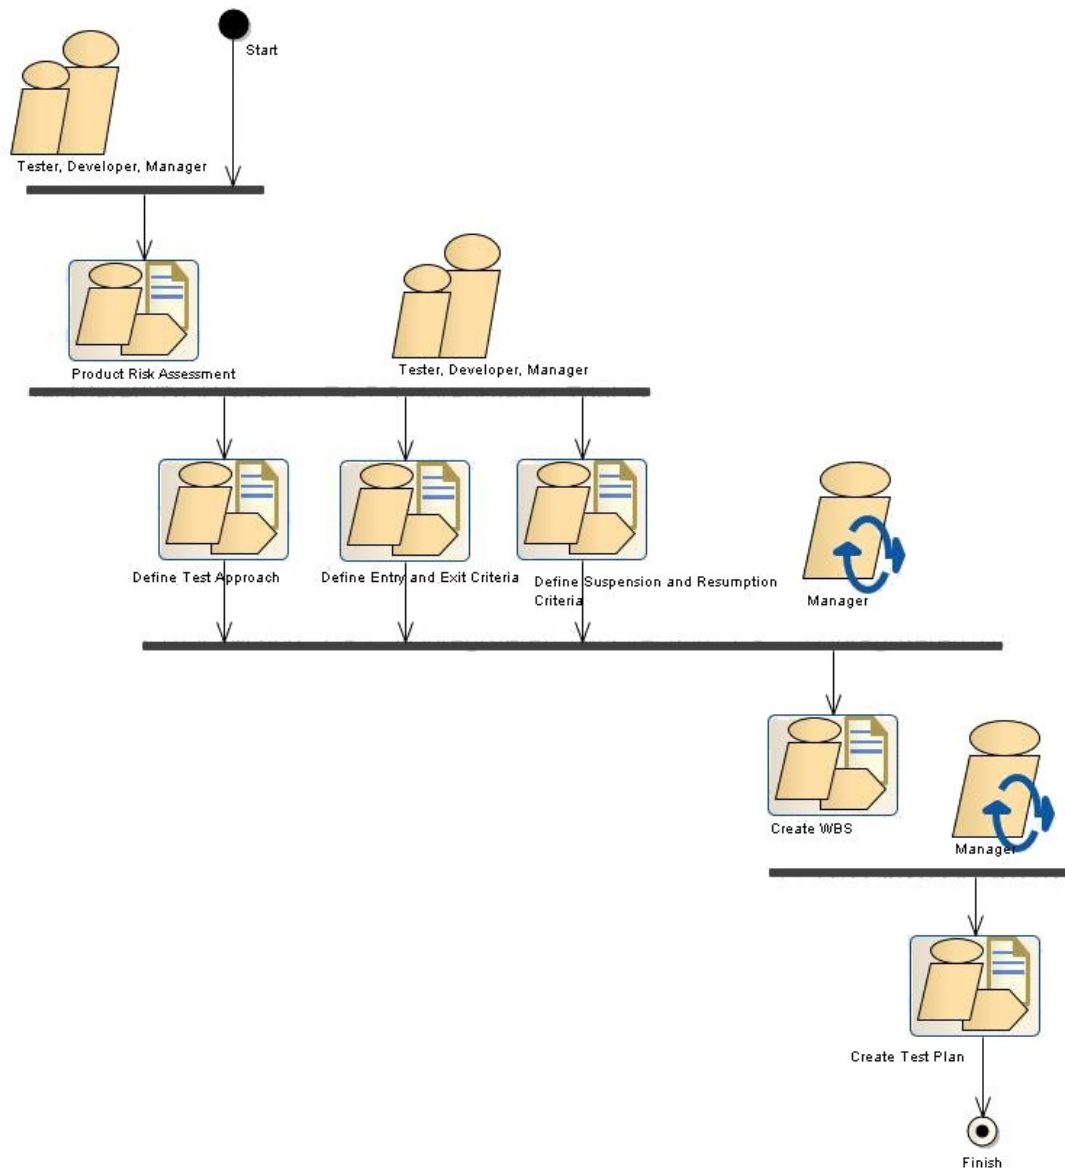 Start
Tester, Developer, Manager
Product Risk Assessment
Tester, Developer, Manager
Define Test Approach
Define Entry and Exit Criteria
Define Suspension and Resumption
Criteria
Manager
Create WBS
Manager
Create Test Plan
Finish